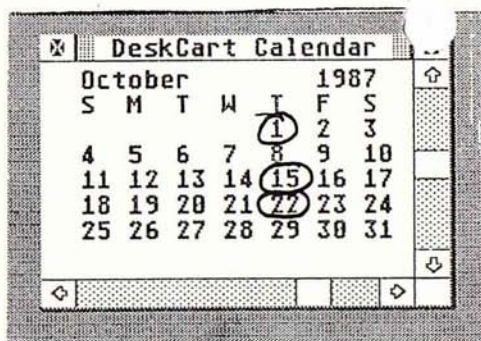 DeskCart Calendar
October 1987
S M T W T F S
1 2 3
4 5 6 7 8 9 10
11 12 13 14 15 16 17
18 19 20 21 22 23 24
25 26 27 28 29 30 31